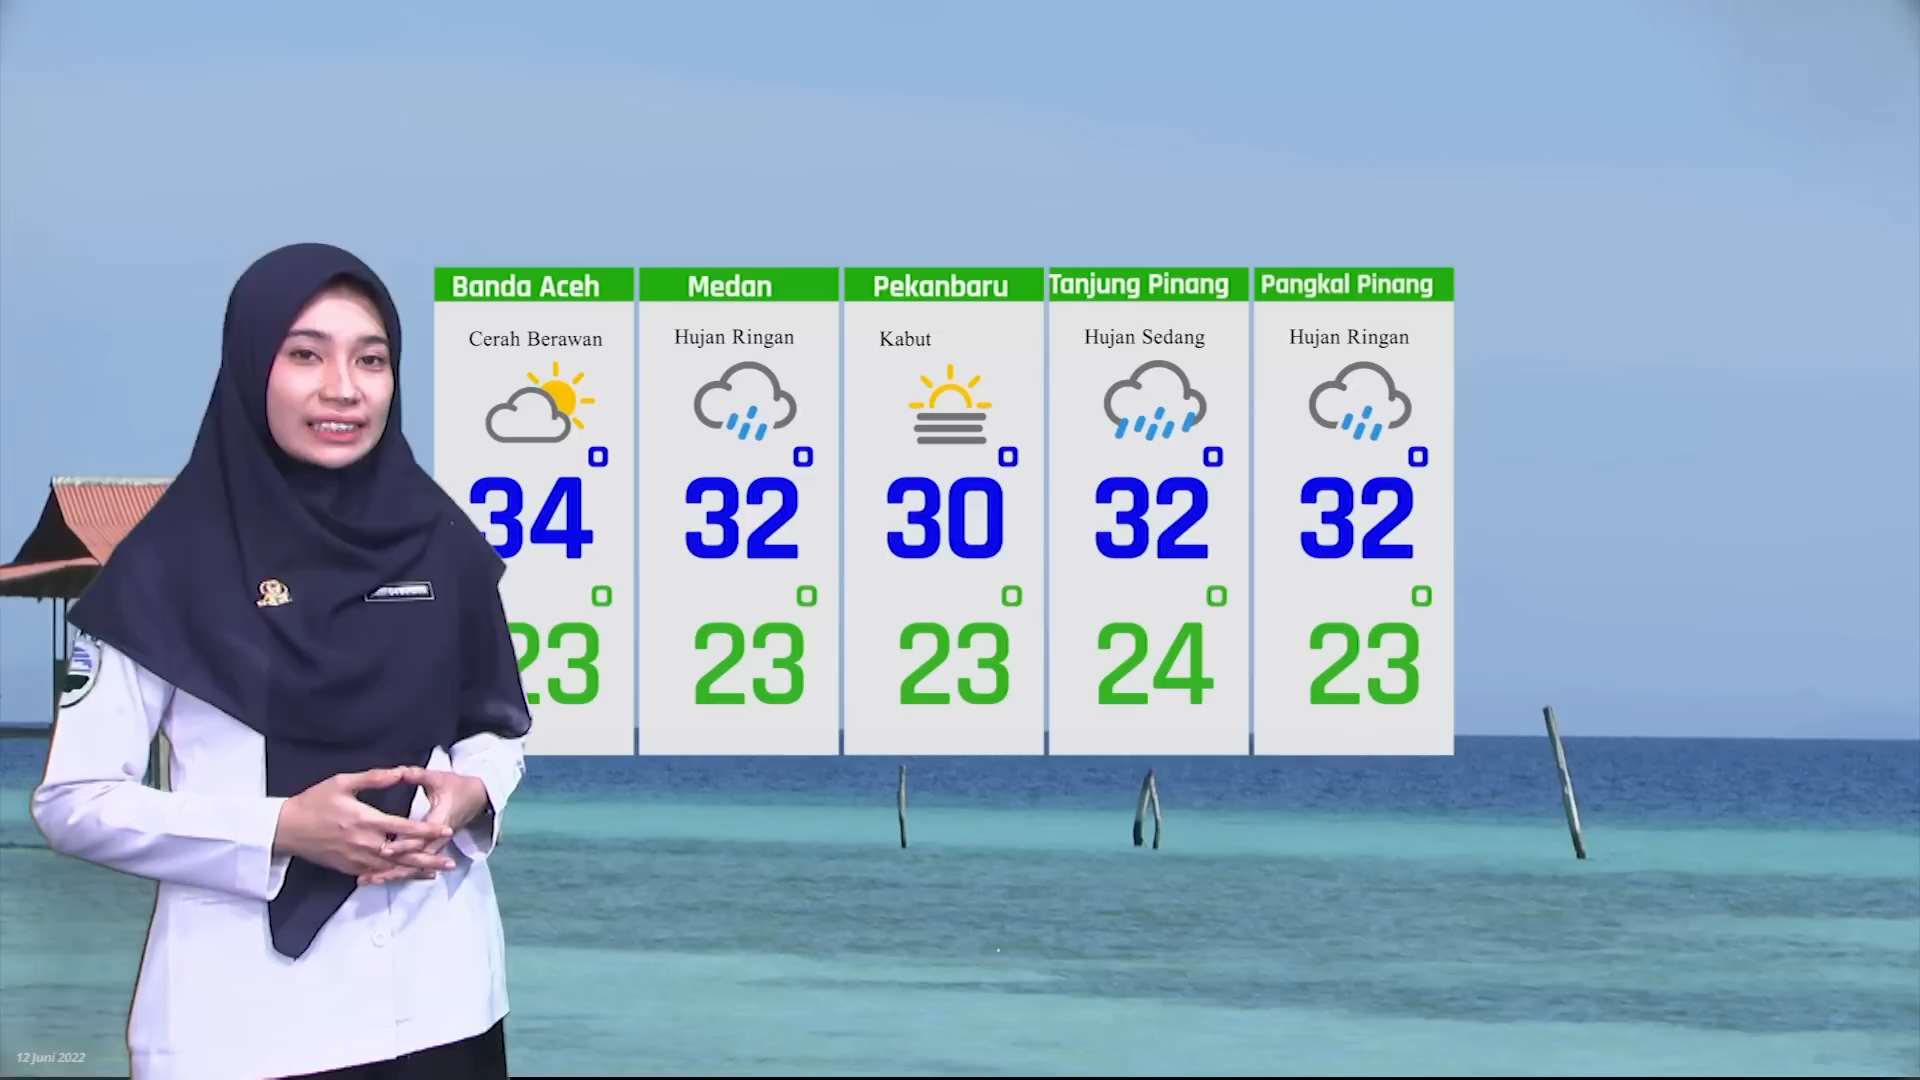 Banda Aceh
Cerah Berawan
34°
23°
Medan
Hujan Ringan
32°
23°
Pekanbaru
Kabut
30°
23°
Tanjung Pinang
Hujan Sedang
32°
24°
Pangkal Pinang
Hujan Ringan
32°
23°
12 Juni 2022